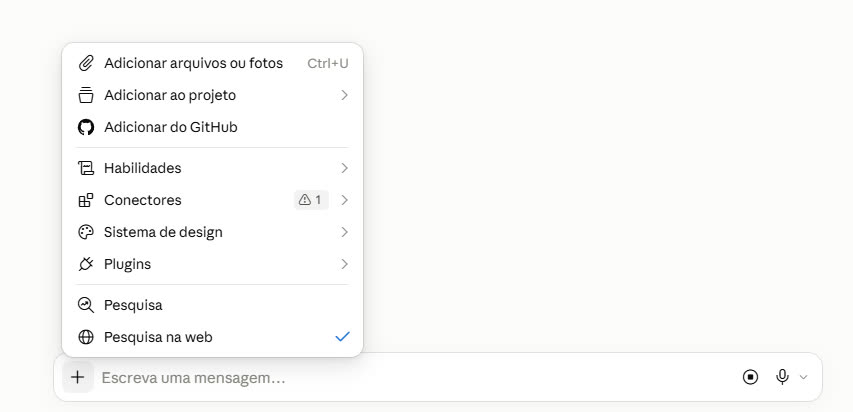 Adicionar arquivos ou fotos Ctrl+U
Adicionar ao projeto
Adicionar do GitHub
Habilidades
Conectores 1
Sistema de design
Plugins
Pesquisa
Pesquisa na web
Escreva uma mensagem...